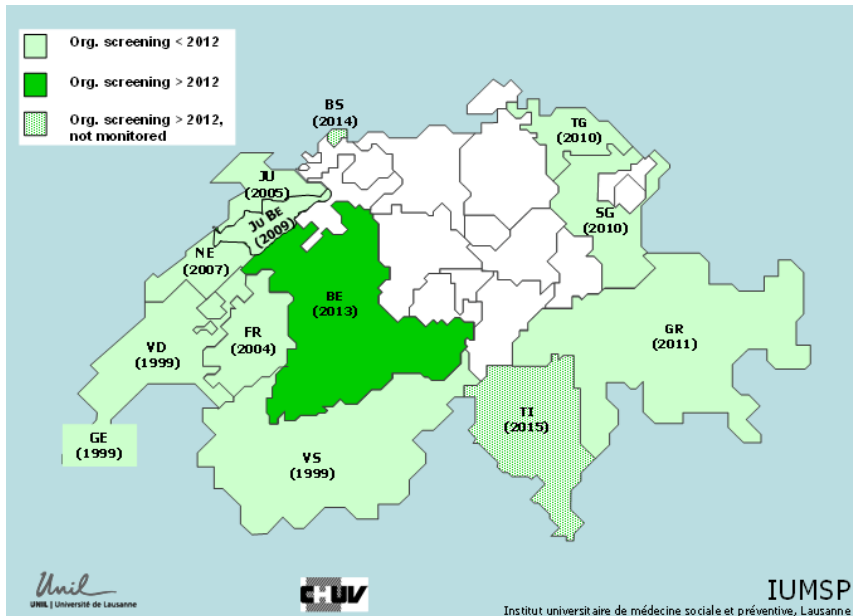 Org. screening < 2012
Org. screening > 2012
Org. screening > 2012,
not monitored
BS
(2014)
TG
(2010)
JU
(2005)
JU BE
(2009)
SG
(2010)
NE
(2007)
BE
(2013)
FR
(2004)
VD
(1999)
GR
(2011)
GE
(1999)
TI
(2015)
VS
(1999)
Unil
UNIL | Université de Lausanne
CHUV
IUMSP
Institut universitaire de médecine sociale et préventive, Lausanne